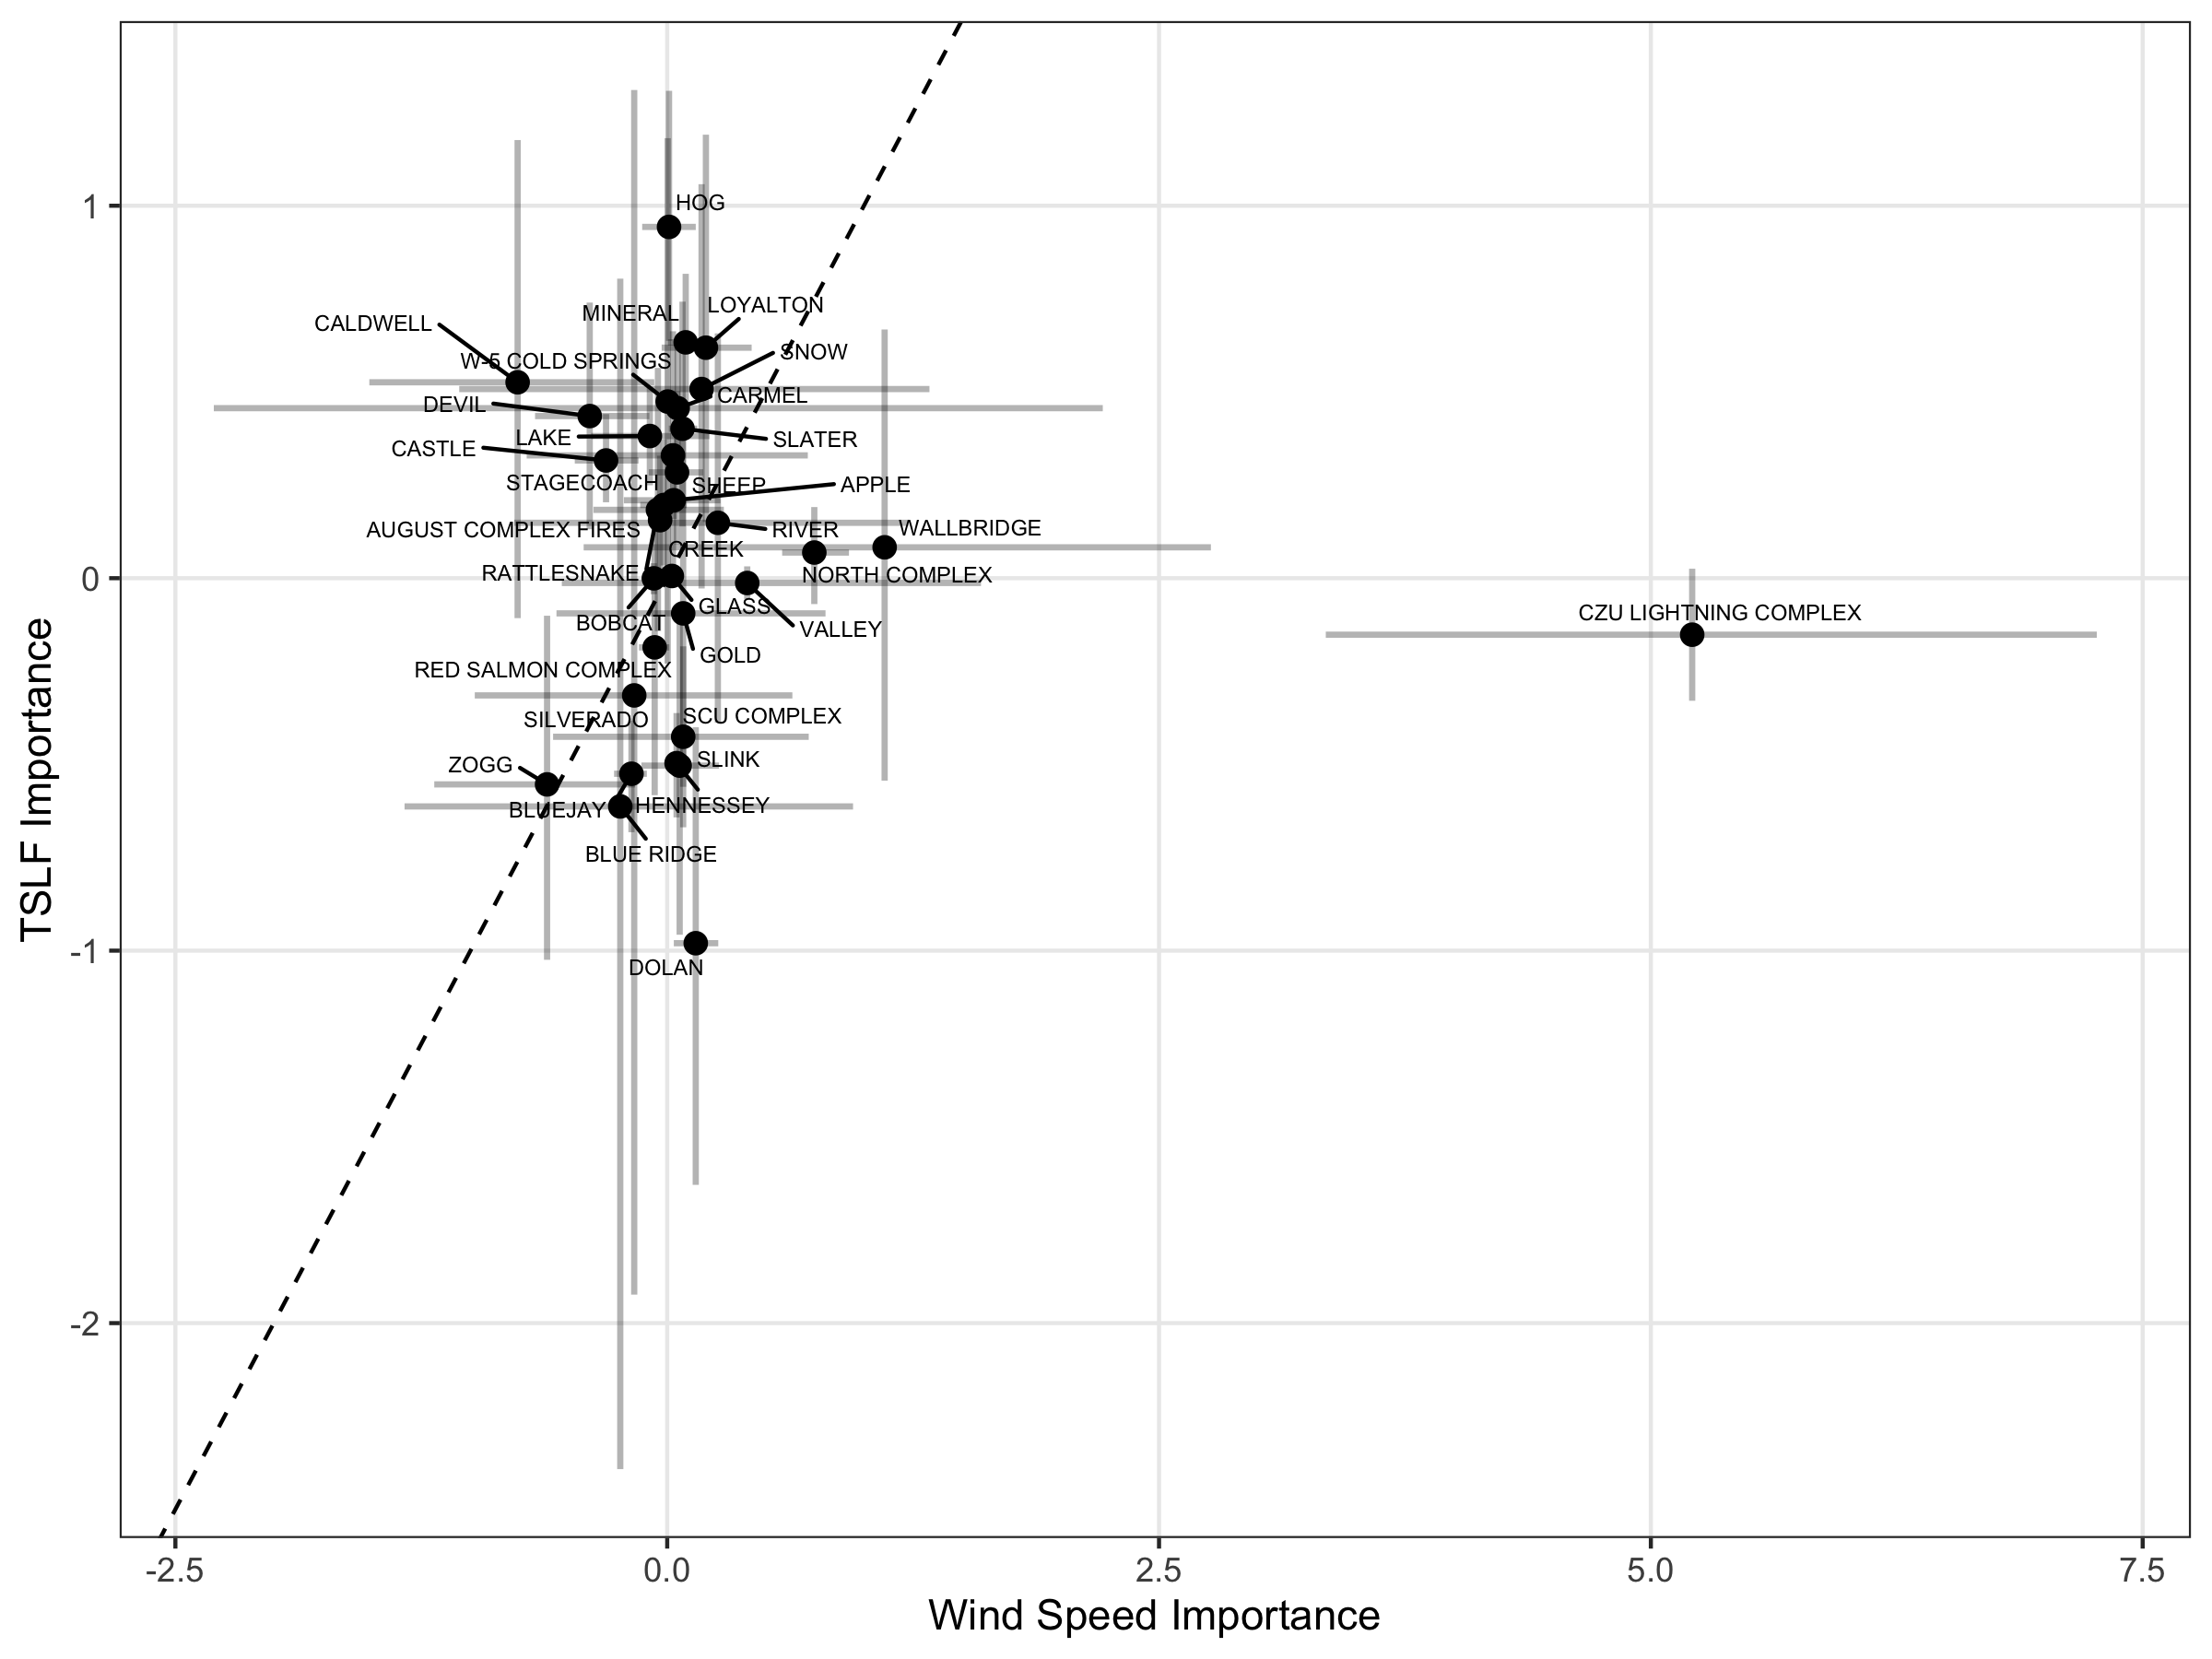 HOG
LOYALTON
MINERAL
CALDWELL
SNOW
W-5 COLD SPRINGS
CARMEL
DEVIL
LAKE
SLATER
CASTLE
STAGECOACH
SHEEP
APPLE
AUGUST COMPLEX FIRES
RIVER
WALLBRIDGE
CREEK
RATTLESNAKE
NORTH COMPLEX
GLASS
BOBCAT
VALLEY
CZU LIGHTNING COMPLEX
GOLD
RED SALMON COMPLEX
SILVERADO
SCU COMPLEX
ZOGG
SLINK
BLUEJAY
HENNESSEY
BLUE RIDGE
DOLAN
1
0
-1
-2
TSLF Importance
-2.5
0.0
2.5
5.0
7.5
Wind Speed Importance